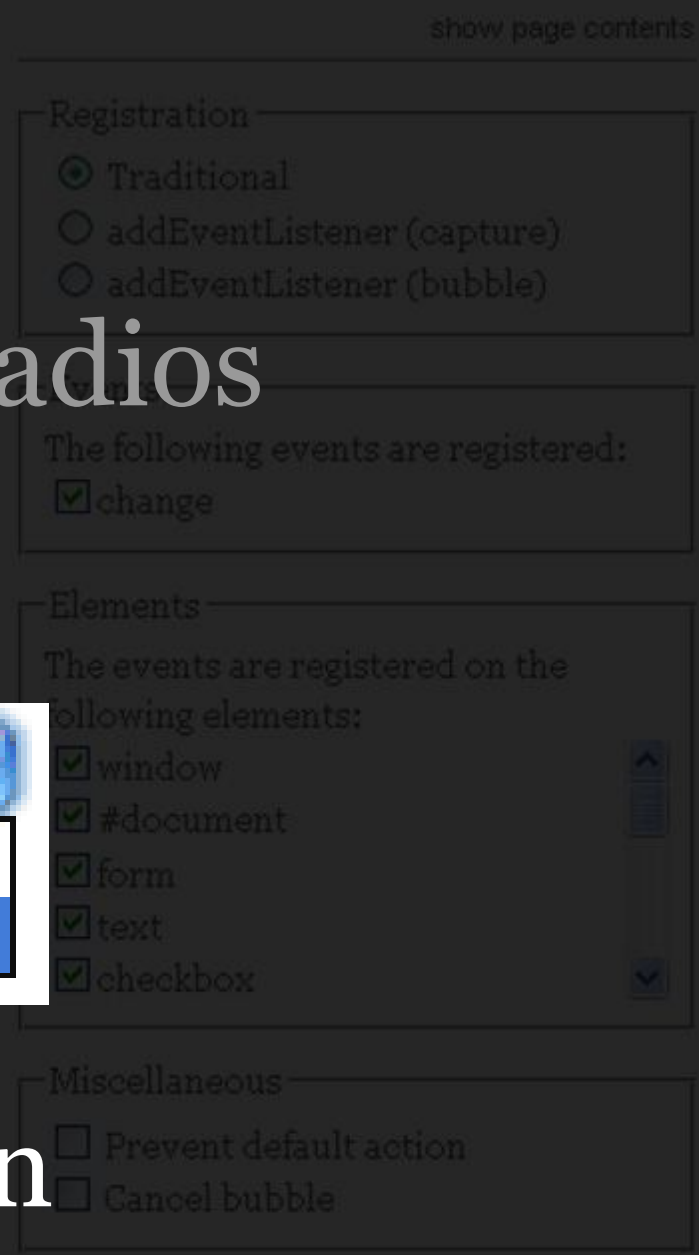 show page contents
Registration
Traditional
addEventListener (capture)
addEventListener (bubble)
adios
Events
The following events are registered:
change
Elements
The events are registered on the
following elements:
window
#document
form
text
checkbox
Miscellaneous
Prevent default action
n
Cancel bubble